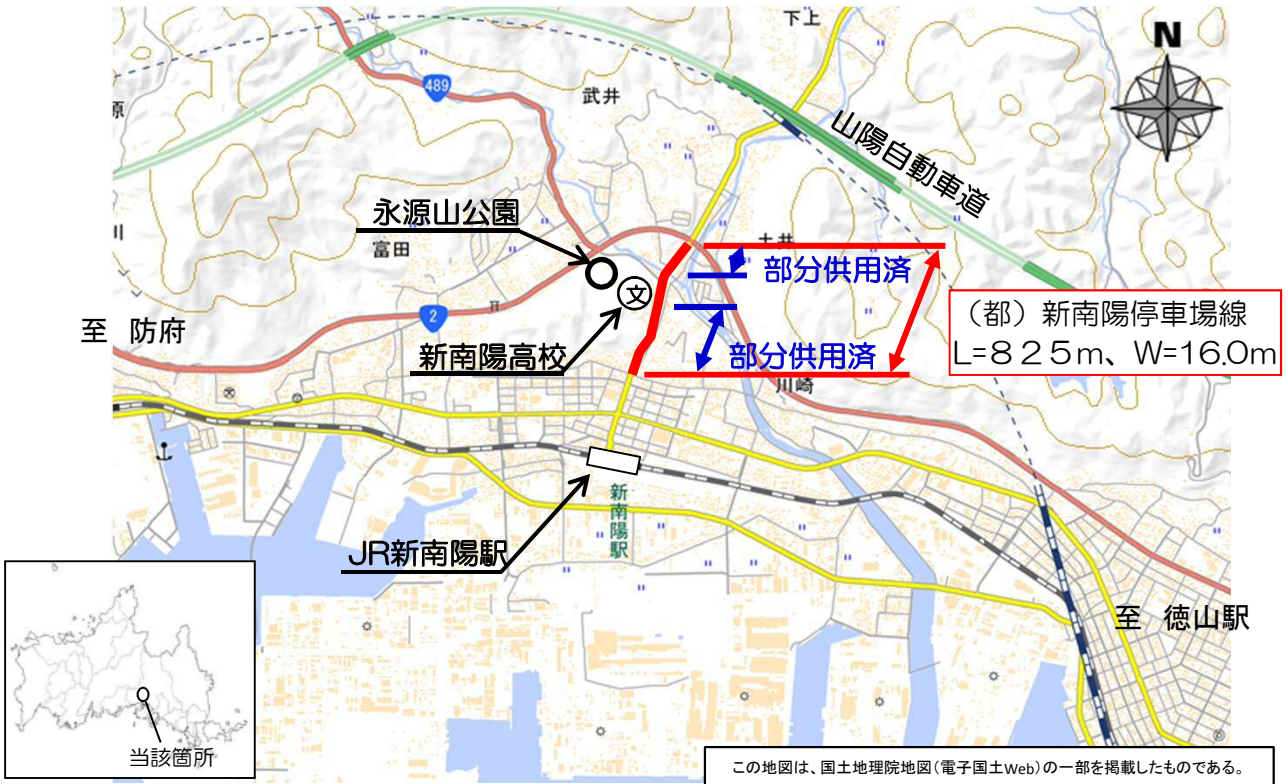 下上
N
489
武井
原
山陽自動車道
永源山公園
富田
川
土井
部分供用済
文
(都)新南陽停車場線
L=825m、W=16.0m
2
至 防府
新南陽高校
部分供用済
川崎
新南陽駅
JR新南陽駅
至 徳山駅
当該箇所
この地図は、国土地理院地図(電子国土Web)の一部を掲載したものである。